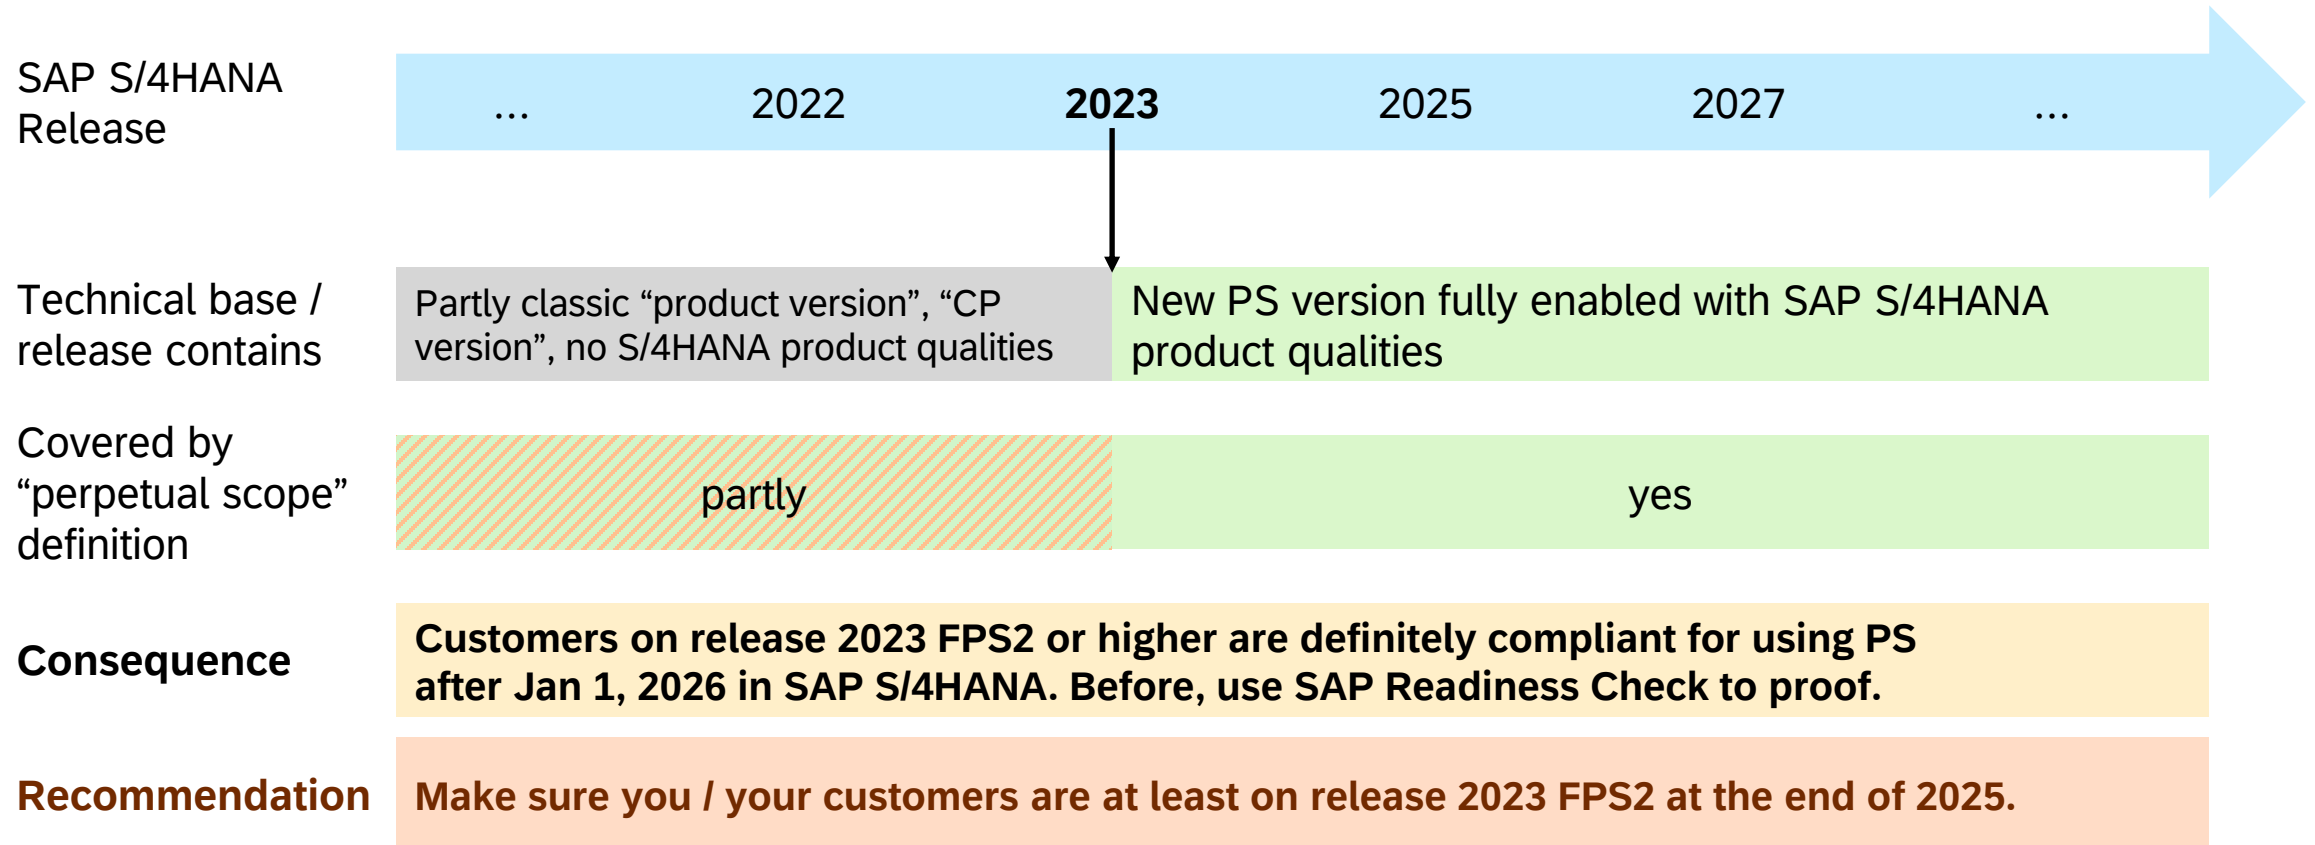 SAP S/4HANA
Release
... 2022 2023 2025 2027 ...
Technical base /
release contains
Partly classic “product version”, “CP
version”, no S/4HANA product qualities
New PS version fully enabled with SAP S/4HANA
product qualities
Covered by
“perpetual scope”
definition
partly
yes
Consequence
Customers on release 2023 FPS2 or higher are definitely compliant for using PS
after Jan 1, 2026 in SAP S/4HANA. Before, use SAP Readiness Check to proof.
Recommendation
Make sure you / your customers are at least on release 2023 FPS2 at the end of 2025.